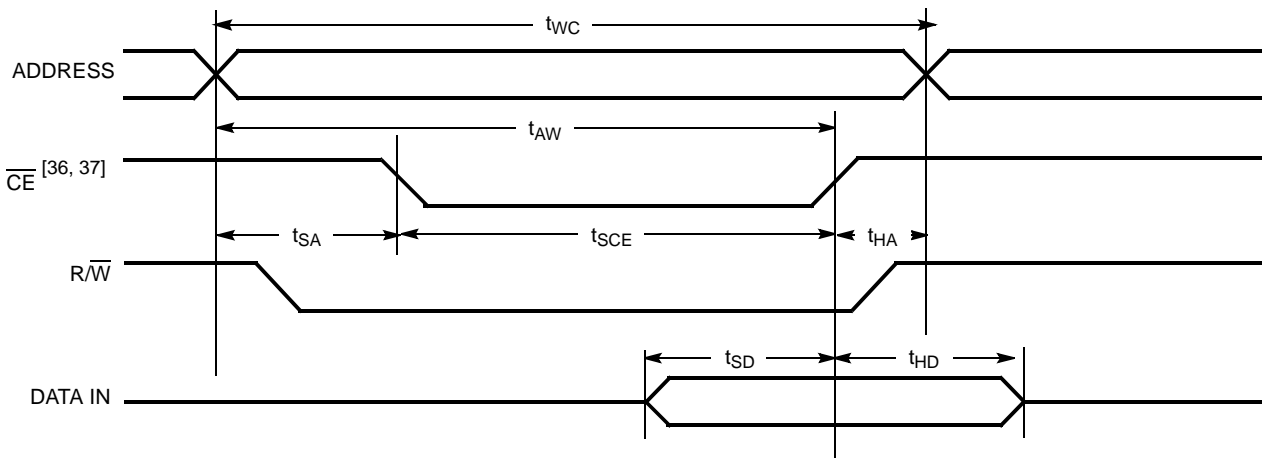 tWC
ADDRESS
tAW
CE [36, 37]
tSA tSCE tHA
R/W
tSD tHD
DATA IN